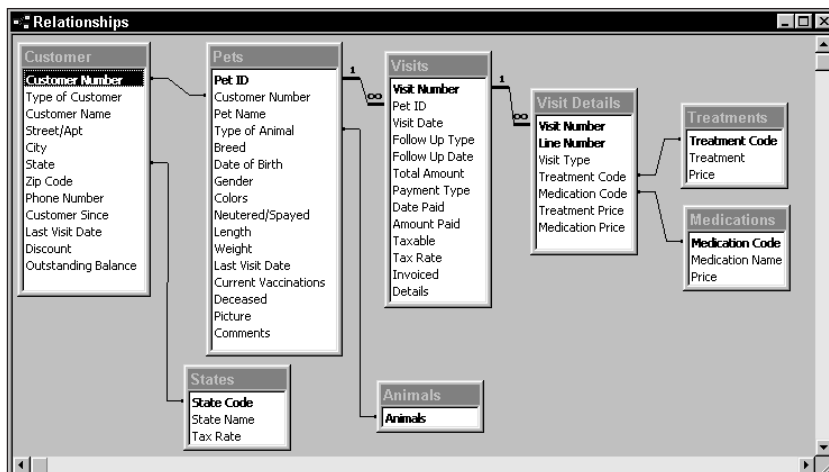 Relationships
Customer
Customer Number
Type of Customer
Customer Name
Street/Apt
City
State
Zip Code
Phone Number
Customer Since
Last Visit Date
Discount
Outstanding Balance
Pets
Pet ID
Customer Number
Pet Name
Type of Animal
Breed
Date of Birth
Gender
Colors
Neutered/Spayed
Length
Weight
Last Visit Date
Current Vaccinations
Deceased
Picture
Comments
1
∞
Visits
Visit Number
Pet ID
Visit Date
Follow Up Type
Follow Up Date
Total Amount
Payment Type
Date Paid
Amount Paid
Taxable
Tax Rate
Invoiced
Details
1
∞
Visit Details
Visit Number
Line Number
Visit Type
Treatment Code
Medication Code
Treatment Price
Medication Price
Treatments
Treatment Code
Treatment
Price
Medications
Medication Code
Medication Name
Price
States
State Code
State Name
Tax Rate
Animals
Animals